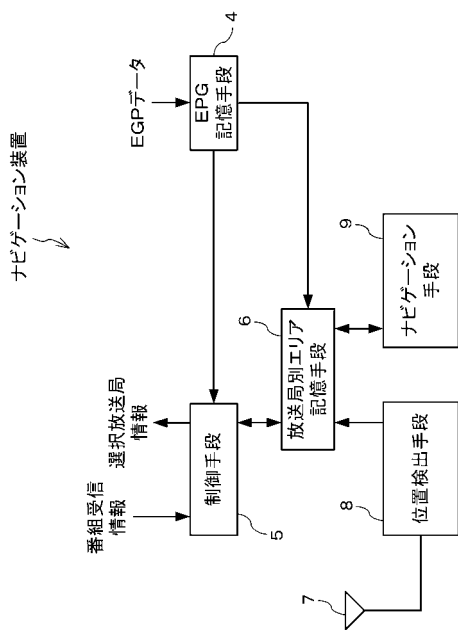 ナビゲーション装置
EGPデータ
EPG
記憶手段
4
番組受信
情報
選択放送局
情報
制御手段
5
放送局別エリア
記憶手段
6
7
位置検出手段
8
ナビゲーション
手段
9